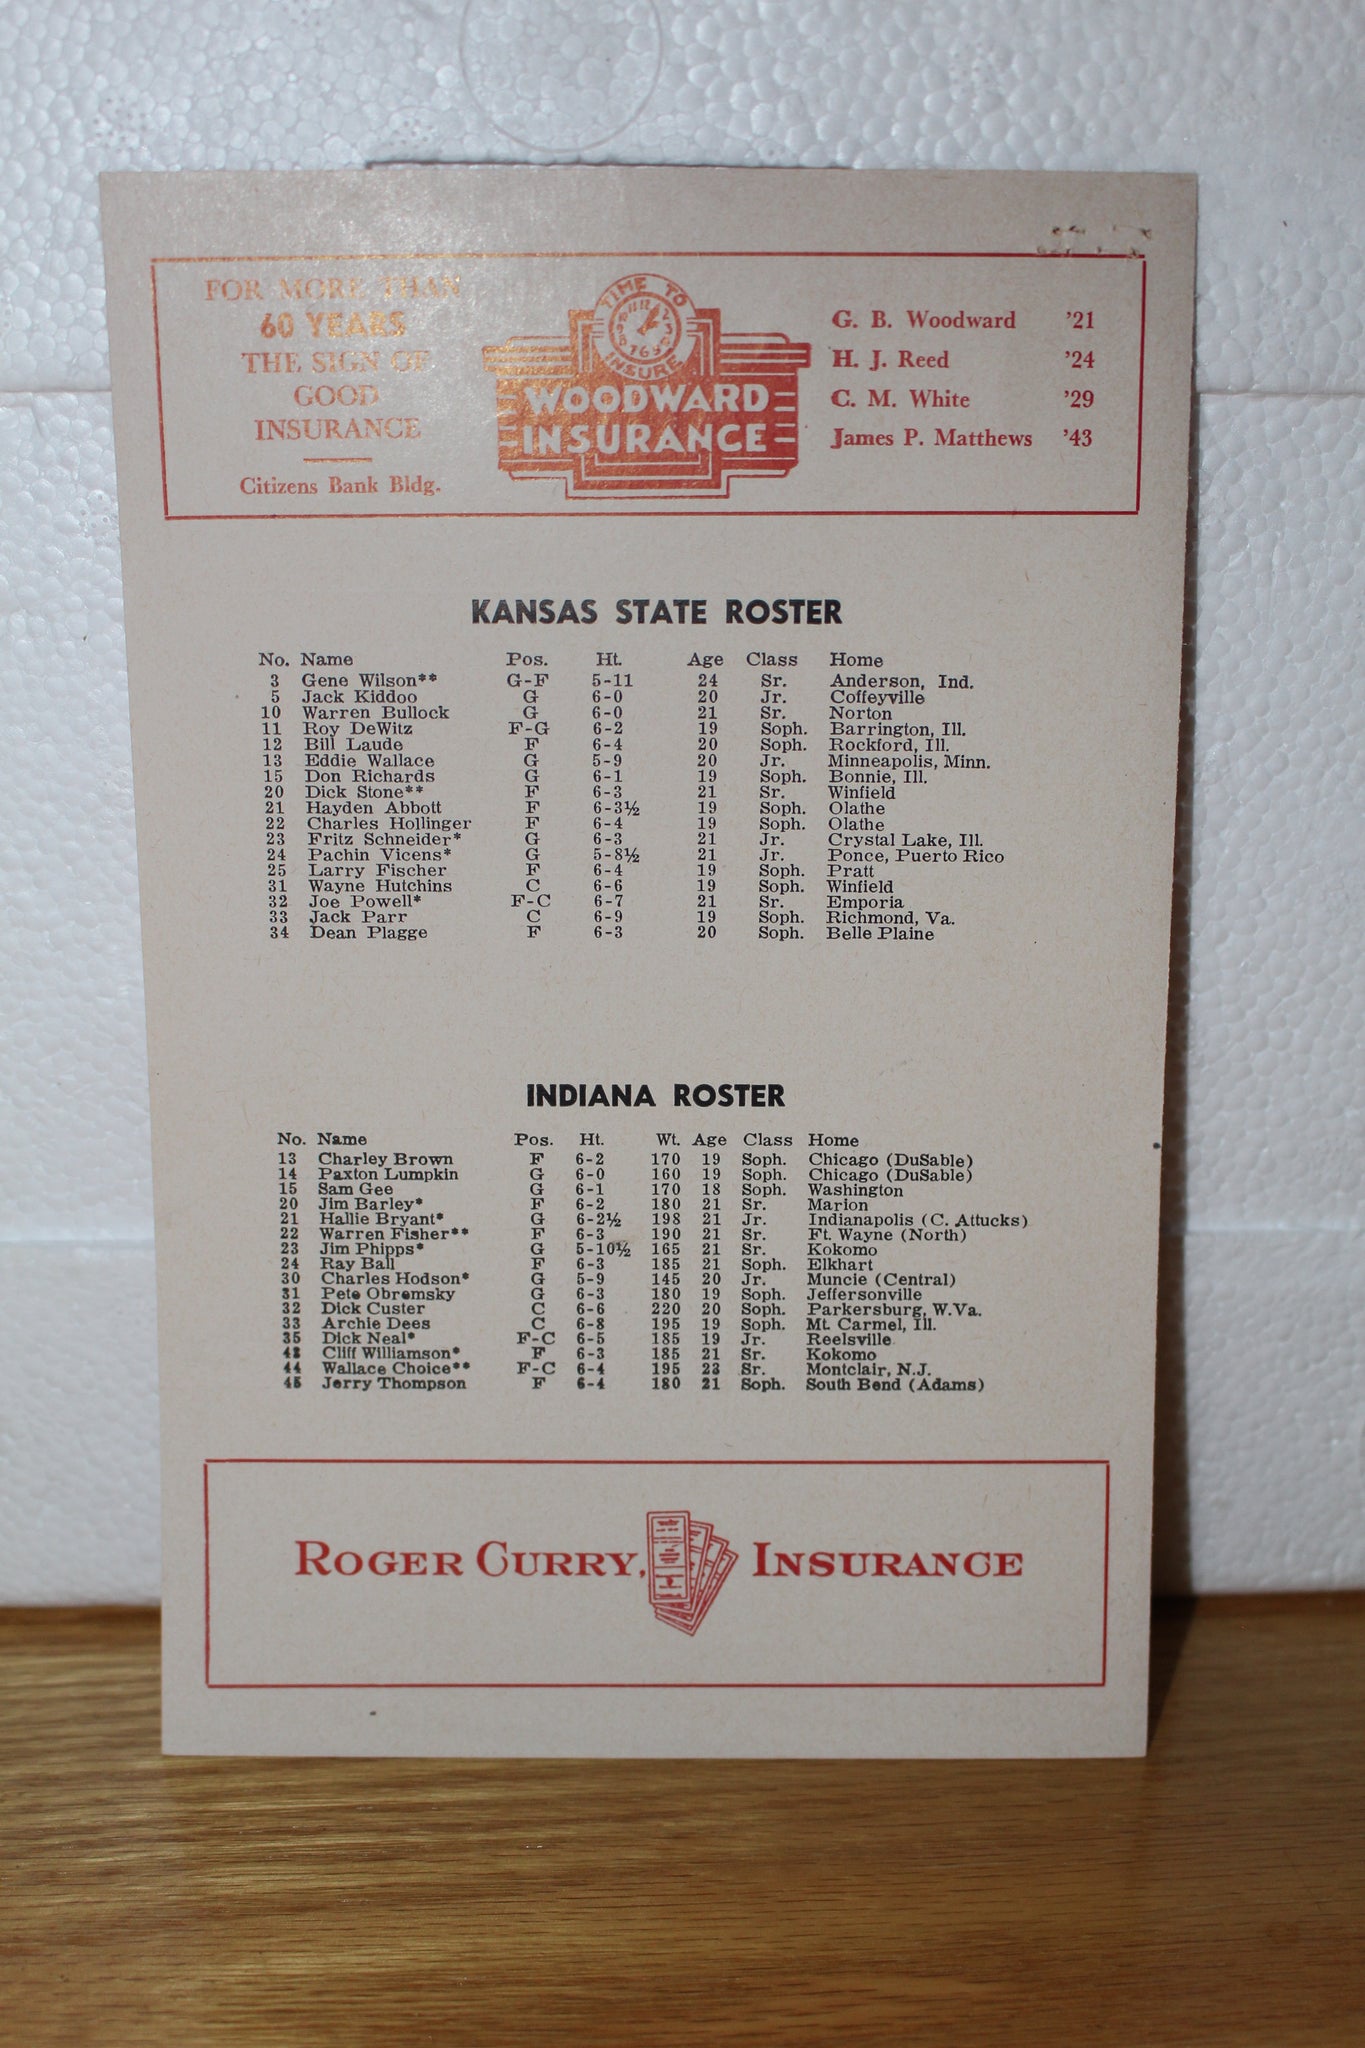 FOR MORE THAN
60 YEARS
THE SIGN OF
GOOD
INSURANCE
Citizens Bank Bldg.
TIME TO
INSURE
WOODWARD
INSURANCE
G. B. Woodward '21
H. J. Reed '24
C. M. White '29
James P. Matthews '43
KANSAS STATE ROSTER
No. Name Pos. Ht. Age Class Home
3 Gene Wilson** G-F 5-11 24 Sr. Anderson, Ind.
5 Jack Kiddoo G 6-0 20 Jr. Coffeyville
10 Warren Bullock G 6-0 21 Sr. Norton
11 Roy DeWitz F-G 6-2 19 Soph. Barrington, Ill.
12 Bill Laude F 6-4 20 Soph. Rockford, Ill.
13 Eddie Wallace G 5-9 20 Jr. Minneapolis, Minn.
15 Don Richards G 6-1 19 Soph. Bonnie, Ill.
20 Dick Stone** F 6-3 21 Sr. Winfield
21 Hayden Abbott F 6-3½ 19 Soph. Olathe
22 Charles Hollinger F 6-4 19 Soph. Olathe
23 Fritz Schneider* G 6-3 21 Jr. Crystal Lake, Ill.
24 Pachin Vicens* G 5-8½ 21 Jr. Ponce, Puerto Rico
25 Larry Fischer F 6-4 19 Soph. Pratt
31 Wayne Hutchins C 6-6 19 Soph. Winfield
32 Joe Powell* F-C 6-7 21 Sr. Emporia
33 Jack Parr C 6-9 19 Soph. Richmond, Va.
34 Dean Plagge F 6-3 20 Soph. Belle Plaine
INDIANA ROSTER
No. Name Pos. Ht. Wt. Age Class Home
13 Charley Brown F 6-2 170 19 Soph. Chicago (DuSable)
14 Paxton Lumpkin G 6-0 160 19 Soph. Chicago (DuSable)
15 Sam Gee G 6-1 170 18 Soph. Washington
20 Jim Barley* F 6-2 180 21 Sr. Marion
21 Hallie Bryant* G 6-2½ 198 21 Jr. Indianapolis (C. Attucks)
22 Warren Fisher** F 6-3 190 21 Sr. Ft. Wayne (North)
23 Jim Phipps* G 5-10½ 165 21 Sr. Kokomo
24 Ray Ball F 6-3 185 21 Soph. Elkhart
30 Charles Hodson* G 5-9 145 20 Jr. Muncie (Central)
31 Pete Obremsky G 6-3 180 19 Soph. Jeffersonville
32 Dick Custer C 6-6 220 20 Soph. Parkersburg, W.Va.
33 Archie Dees C 6-8 195 19 Soph. Mt. Carmel, Ill.
35 Dick Neal* F-C 6-5 185 19 Jr. Reelsville
Cliff Williamson* F 6-3 185 21 Sr. Kokomo
44 Wallace Choice** F-C 6-4 195 23 Sr. Montclair, N.J.
45 Jerry Thompson F 6-4 180 21 Soph. South Bend (Adams)
ROGER CURRY, INSURANCE